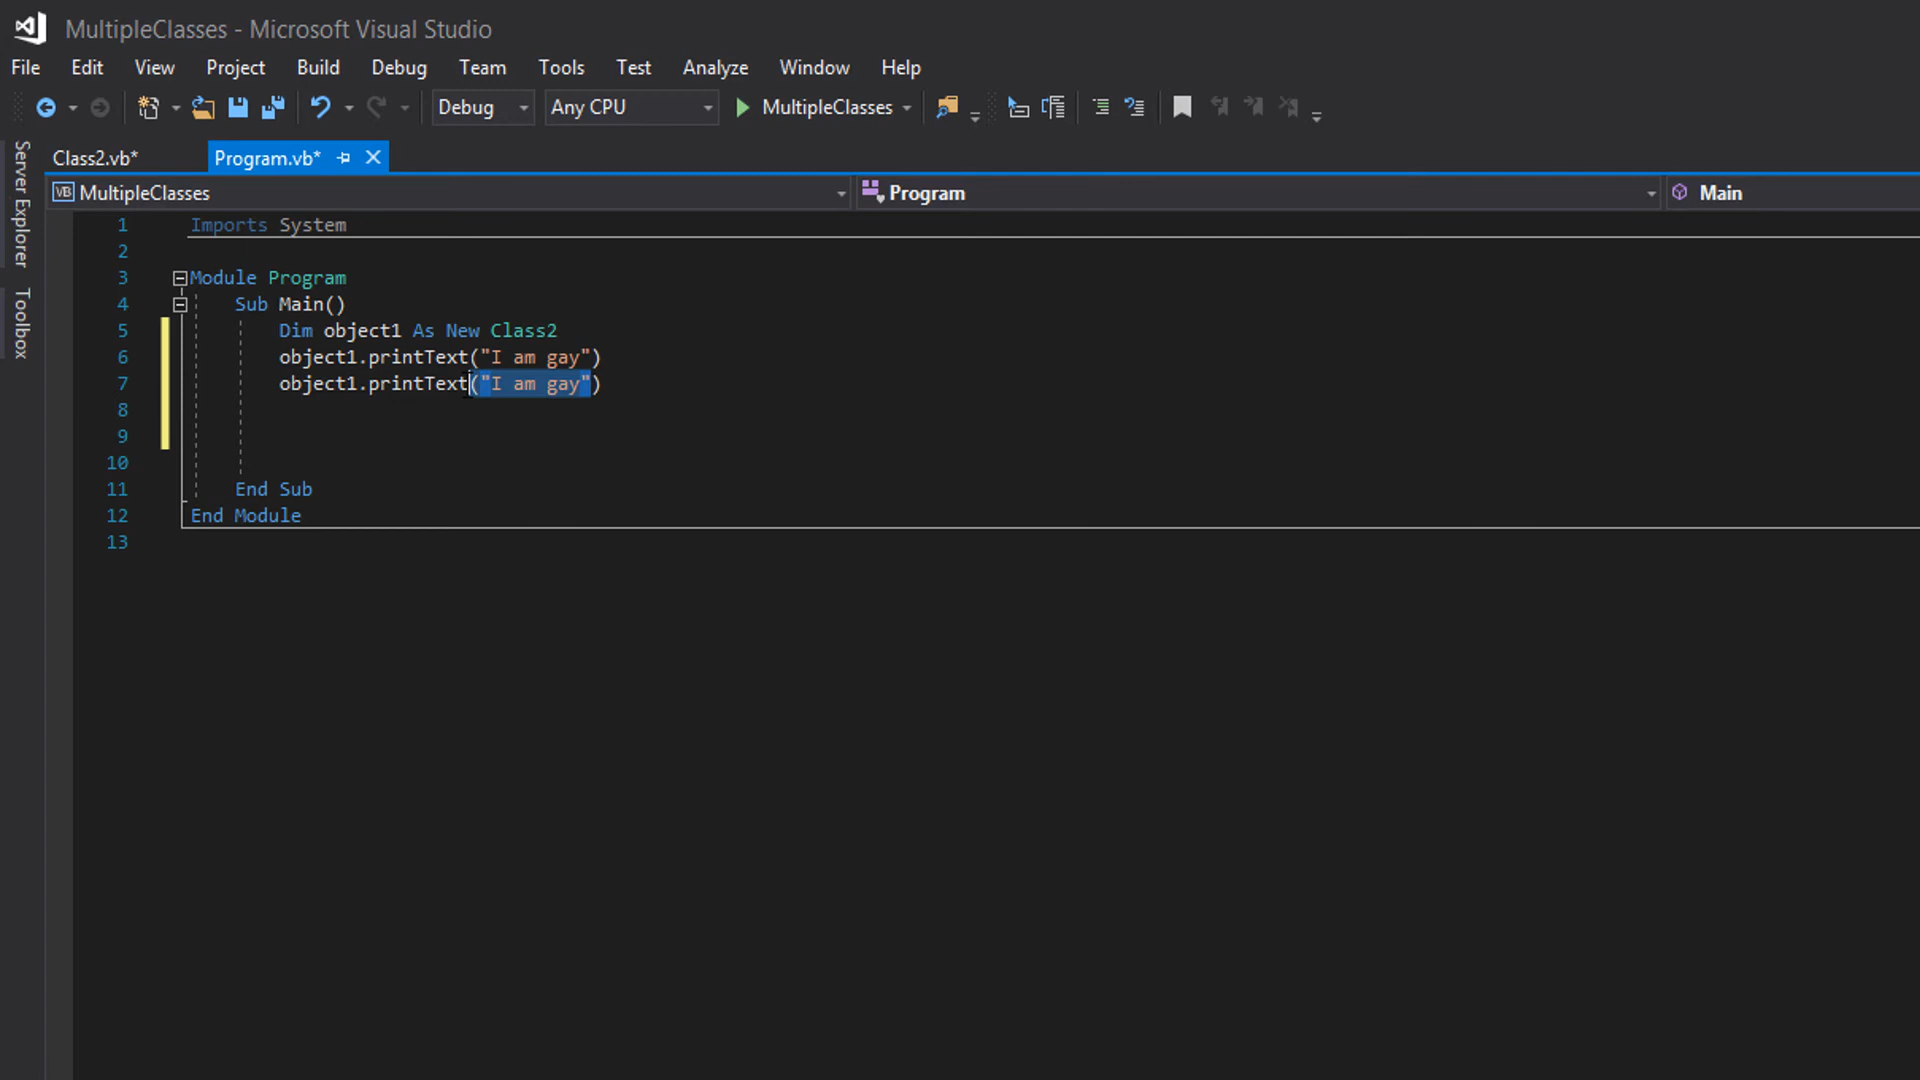 MultipleClasses - Microsoft Visual Studio
File Edit View Project Build Debug Team Tools Test Analyze Window Help
Debug Any CPU MultipleClasses
Server Explorer
Toolbox
Class2.vb* Program.vb*
VB MultipleClasses Program Main
1 Imports System
2
3 Module Program
4 Sub Main()
5 Dim object1 As New Class2
6 object1.printText("I am gay")
7 object1.printText("I am gay")
8
9
10
11 End Sub
12 End Module
13